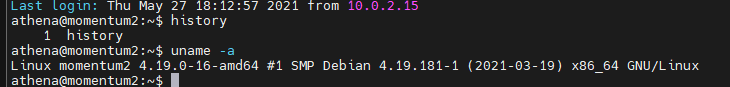 Last login: Thu May 27 18:12:57 2021 from 10.0.2.15
athena@momentum2:~$ history
    1  history
athena@momentum2:~$ uname -a
Linux momentum2 4.19.0-16-amd64 #1 SMP Debian 4.19.181-1 (2021-03-19) x86_64 GNU/Linux
athena@momentum2:~$